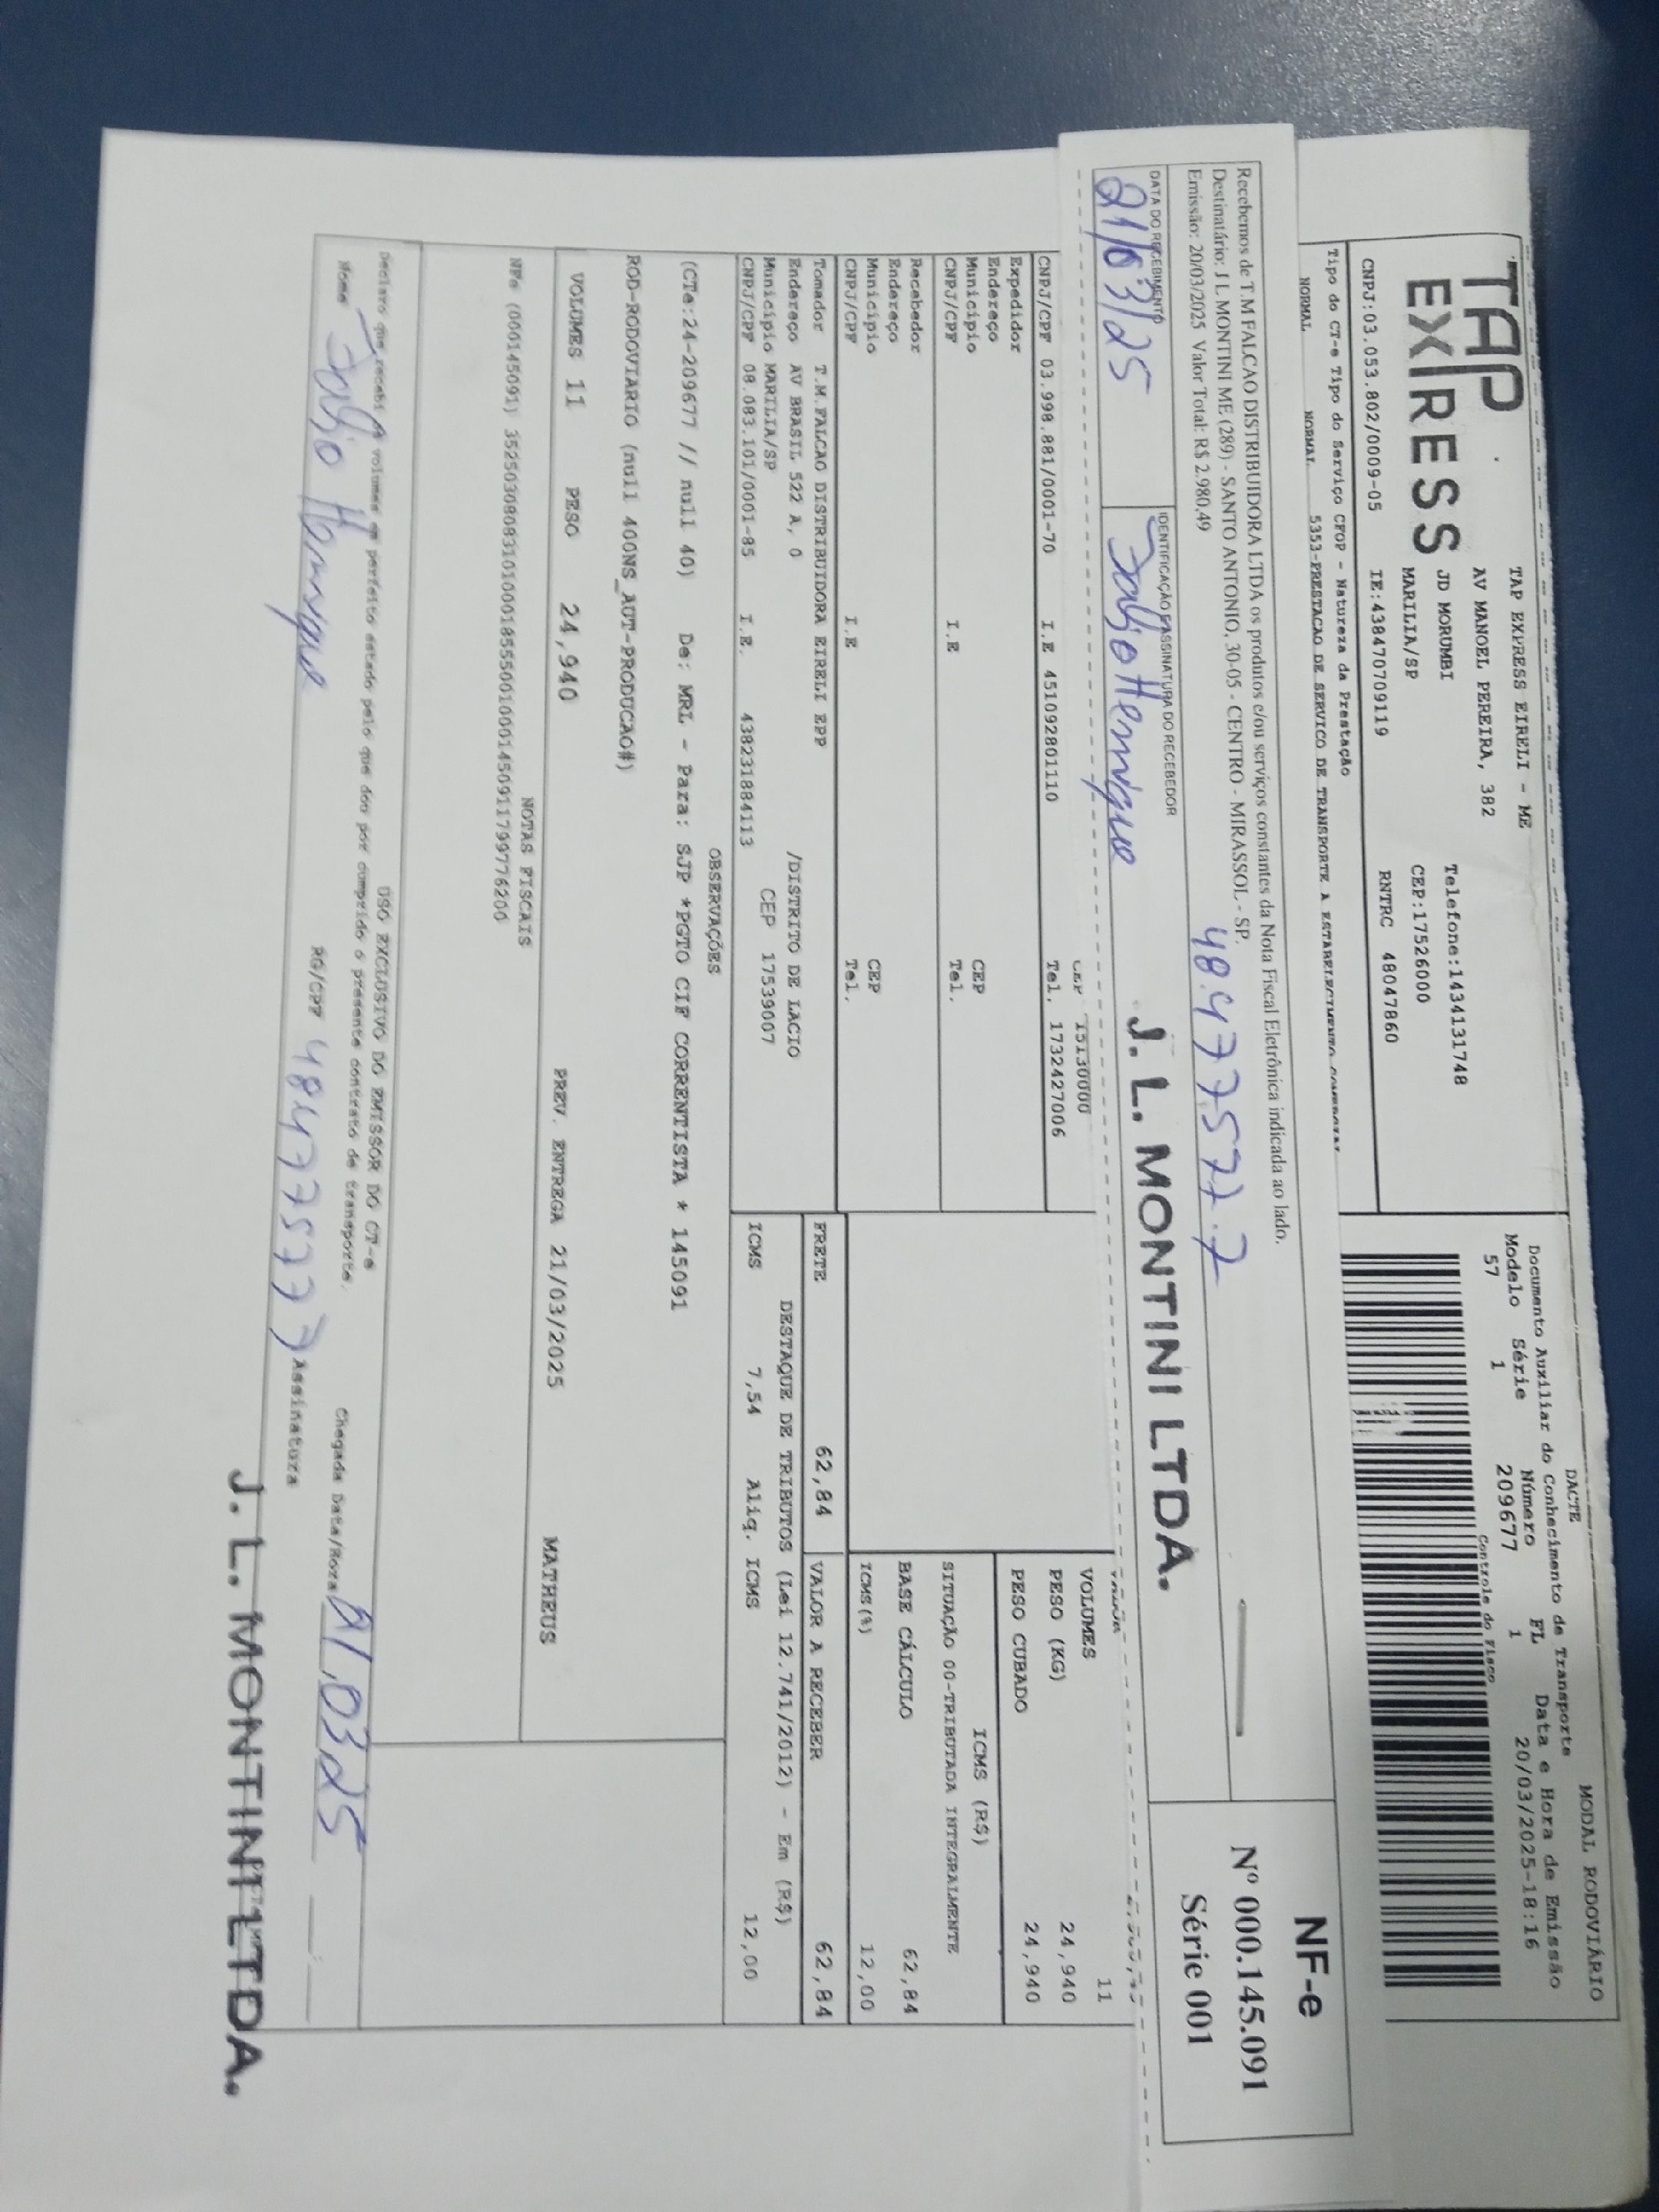 TAP
EXPRESS
TAP EXPRESS EIRELI - ME
AV MANOEL PEREIRA, 382
JD MORUMBI Telefone:1434131748
MARILIA/SP CEP:17526000
CNPJ:03.053.802/0009-05 IE:438470709119 RNTRC 48047860
MODAL RODOVIÁRIO
DACTE
Documento Auxiliar do Conhecimento de Transporte
Modelo Série Número FL Data e Hora de Emissão
57 1 209677 1 20/03/2025-18:16
Controle do Fisco
Tipo do CT-e Tipo do Serviço CFOP - Natureza da Prestação
NORMAL NORMAL 5353-PRESTACAO DE SERVICO DE TRANSPORTE A ESTABELECIMENTO COMERCIAL
Recebemos de T.M FALCAO DISTRIBUIDORA LTDA os produtos e/ou serviços constantes da Nota Fiscal Eletrônica indicada ao lado.
Destinatário: J L MONTINI ME (289) - SANTO ANTONIO, 30-05 - CENTRO - MIRASSOL - SP.
Emissão: 20/03/2025 Valor Total: R$ 2.980,49
NF-e
Nº 000.145.091
Série 001
DATA DO RECEBIMENTO IDENTIFICAÇÃO E ASSINATURA DO RECEBEDOR
21/03/25 Henrique
J. L. MONTINI LTDA.
CEP 15130000
CNPJ/CPF 03.998.881/0001-70 I.E 451092801110 Tel. 1732427006
Expedidor
Endereço
Município CEP
CNPJ/CPF I.E Tel.
Recebedor
Endereço
Município CEP
CNPJ/CPF I.E Tel.
VOLUMES 11
PESO (KG) 24,940
PESO CUBADO 24,940
ICMS (R$)
SITUAÇÃO 00-TRIBUTADA INTEGRALMENTE
BASE CÁLCULO 62,84
ICMS(%) 12,00
Tomador T.M.FALCAO DISTRIBUIDORA EIRELI EPP
Endereço AV BRASIL 522 A, 0 /DISTRITO DE LACIO
Município MARILIA/SP CEP 17539007
CNPJ/CPF 08.083.101/0001-85 I.E. 438231884113
FRETE 62,84 VALOR A RECEBER 62,84
DESTAQUE DE TRIBUTOS (Lei 12.741/2012) - Em (R$)
ICMS 7,54 Aliq. ICMS 12,00
OBSERVAÇÕES
(CTe:24-209677 // null 40) De: MRL - Para: SJP *PGTO CIF CORRENTISTA * 145091
ROD-RODOVIARIO (null 400NS_AUT-PRODUCAO#)
VOLUMES 11 PESO 24,940 PREV. ENTREGA 21/03/2025 MATHEUS
NOTAS FISCAIS
NFe (000145091) 35250308083101000185550010001450911799776200
USO EXCLUSIVO DO EMISSOR DO CT-e
Declaro que recebi os volumes em perfeito estado pelo que dou por cumprido o presente contrato de transporte.
Nome Henrique RG/CPF Chegada Data/Hora 21,03 25
Assinatura
J. L. MONTINI LTDA.